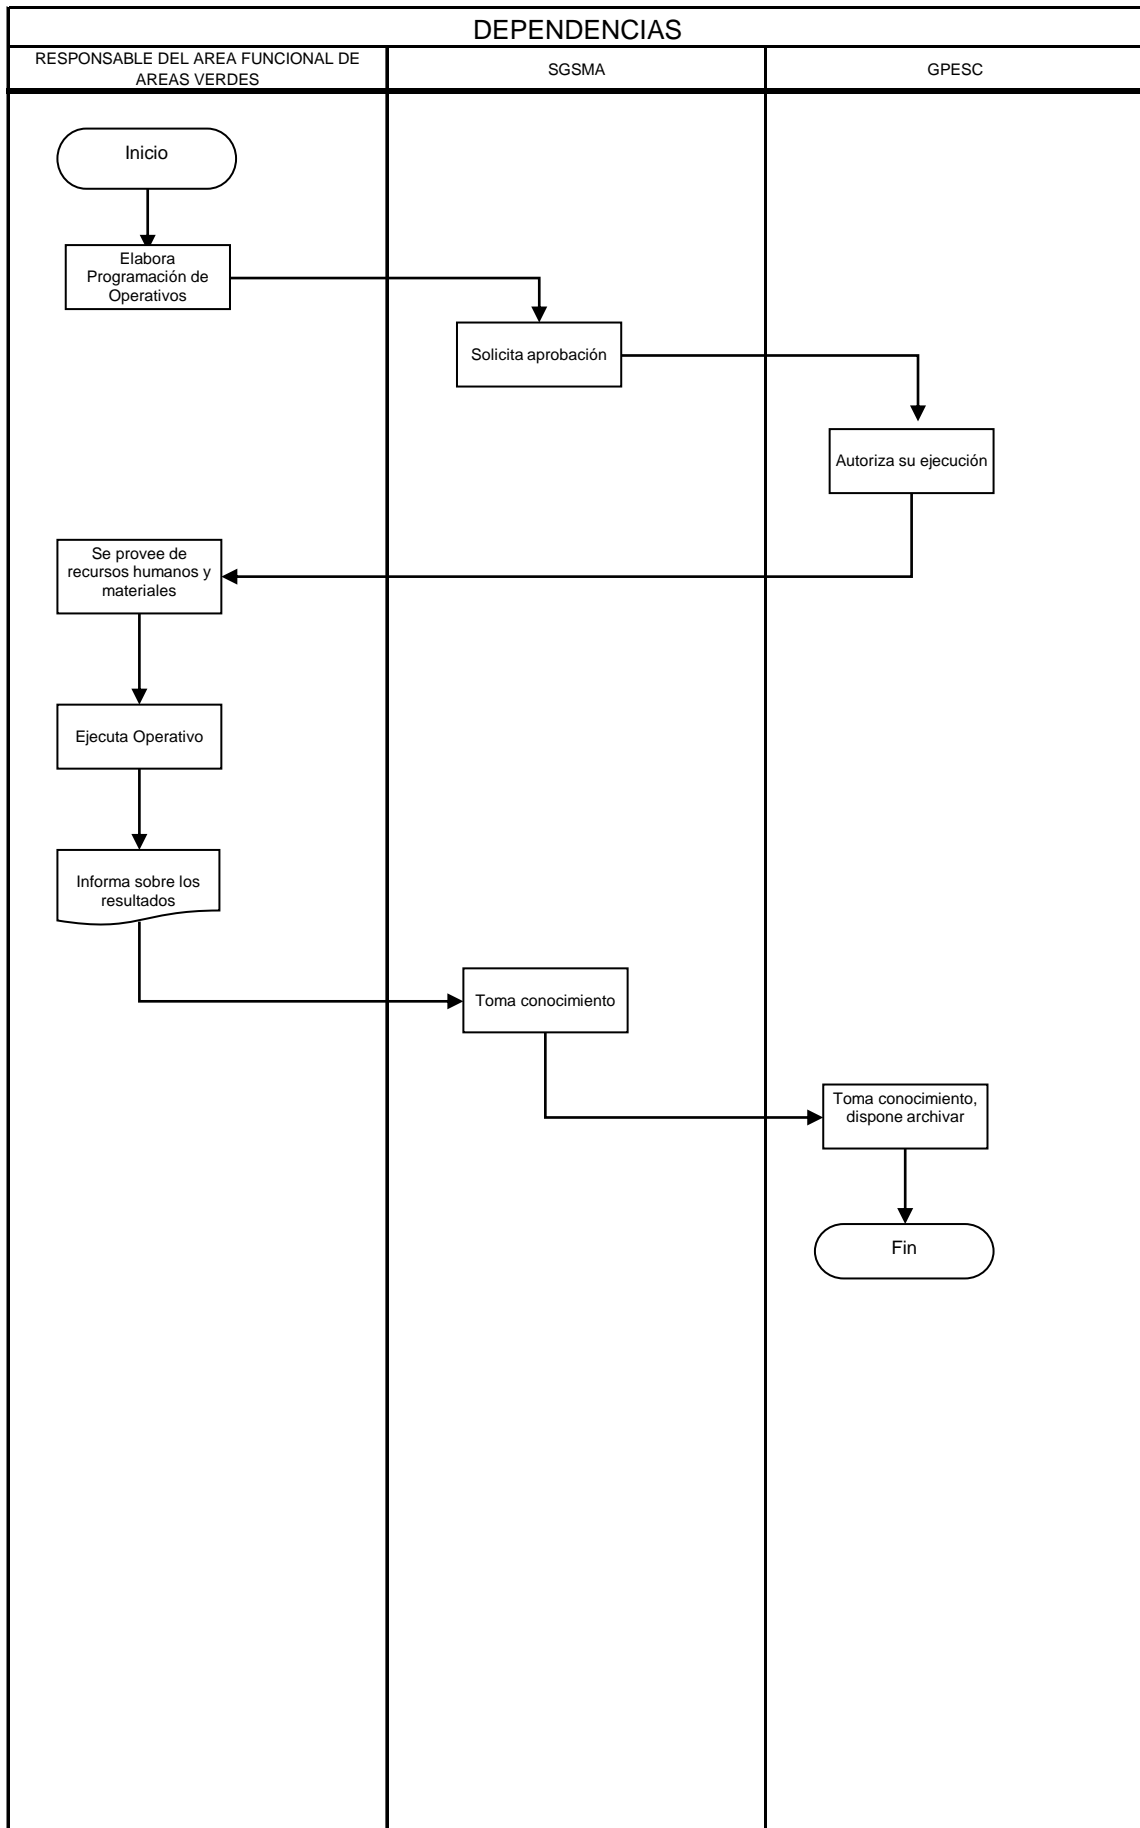 DEPENDENCIAS
RESPONSABLE DEL AREA FUNCIONAL DE
AREAS VERDES
SGSMA
GPESC
Inicio
Elabora
Programación de
Operativos
Solicita aprobación
Autoriza su ejecución
Se provee de
recursos humanos y
materiales
Ejecuta Operativo
Informa sobre los
resultados
Toma conocimiento
Toma conocimiento,
dispone archivar
Fin